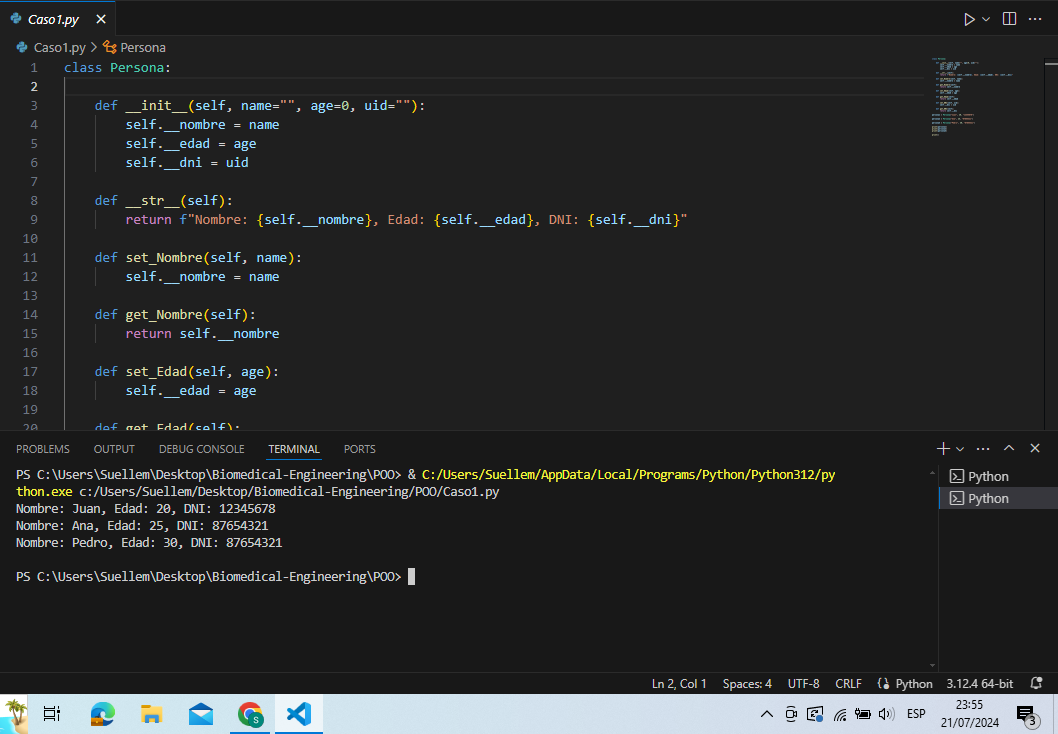 Caso1.py
Caso1.py > Persona
1 class Persona:
2
3 def __init__(self, name="", age=0, uid=""):
4 self.__nombre = name
5 self.__edad = age
6 self.__dni = uid
7
8 def __str__(self):
9 return f"Nombre: {self.__nombre}, Edad: {self.__edad}, DNI: {self.__dni}"
10
11 def set_Nombre(self, name):
12 self.__nombre = name
13
14 def get_Nombre(self):
15 return self.__nombre
16
17 def set_Edad(self, age):
18 self.__edad = age
19
20 def get_Edad(self):
PROBLEMS OUTPUT DEBUG CONSOLE TERMINAL PORTS
PS C:\Users\Suellem\Desktop\Biomedical-Engineering\POO> & C:/Users/Suellem/AppData/Local/Programs/Python/Python312/py
thon.exe c:/Users/Suellem/Desktop/Biomedical-Engineering/POO/Caso1.py
Nombre: Juan, Edad: 20, DNI: 12345678
Nombre: Ana, Edad: 25, DNI: 87654321
Nombre: Pedro, Edad: 30, DNI: 87654321
PS C:\Users\Suellem\Desktop\Biomedical-Engineering\POO>
Python
Python
Ln 2, Col 1 Spaces: 4 UTF-8 CRLF Python 3.12.4 64-bit
S
ESP
23:55
21/07/2024
3